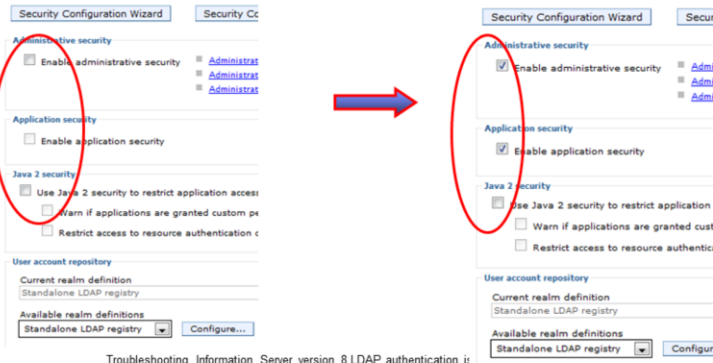 Security Configuration Wizard
Security Co
Administrative security
Enable administrative security
Administrat
Administrat
Administrat
Application security
Enable application security
Java 2 security
Use Java 2 security to restrict application access
Warn if applications are granted custom pe
Restrict access to resource authentication
User account repository
Current realm definition
Standalone LDAP registry
Available realm definitions
Standalone LDAP registry
Configure...
Security Configuration Wizard
Secur
Administrative security
Enable administrative security
Admi
Admi
Admi
Application security
Enable application security
Java 2 security
Use Java 2 security to restrict application
Warn if applications are granted cust
Restrict access to resource authentic
User account repository
Current realm definition
Standalone LDAP registry
Available realm definitions
Standalone LDAP registry
Configur
Troubleshooting Information Server version 8 LDAP authentication is